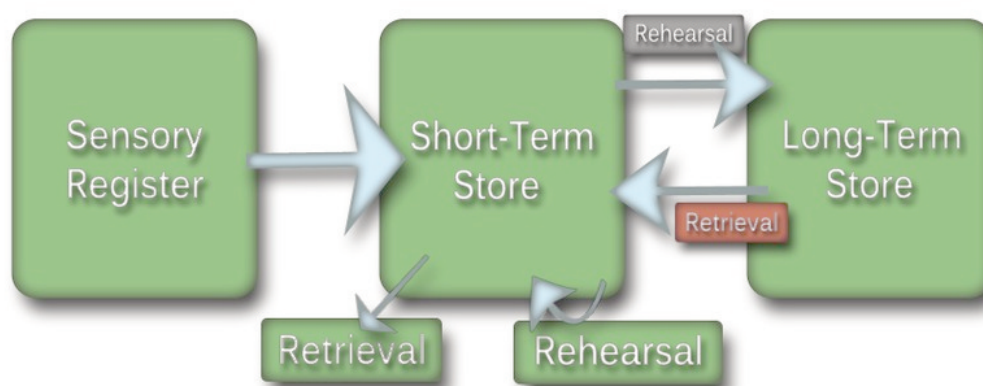 Sensory
Register
Short-Term
Store
Rehearsal
Long-Term
Store
Retrieval
Retrieval
Rehearsal